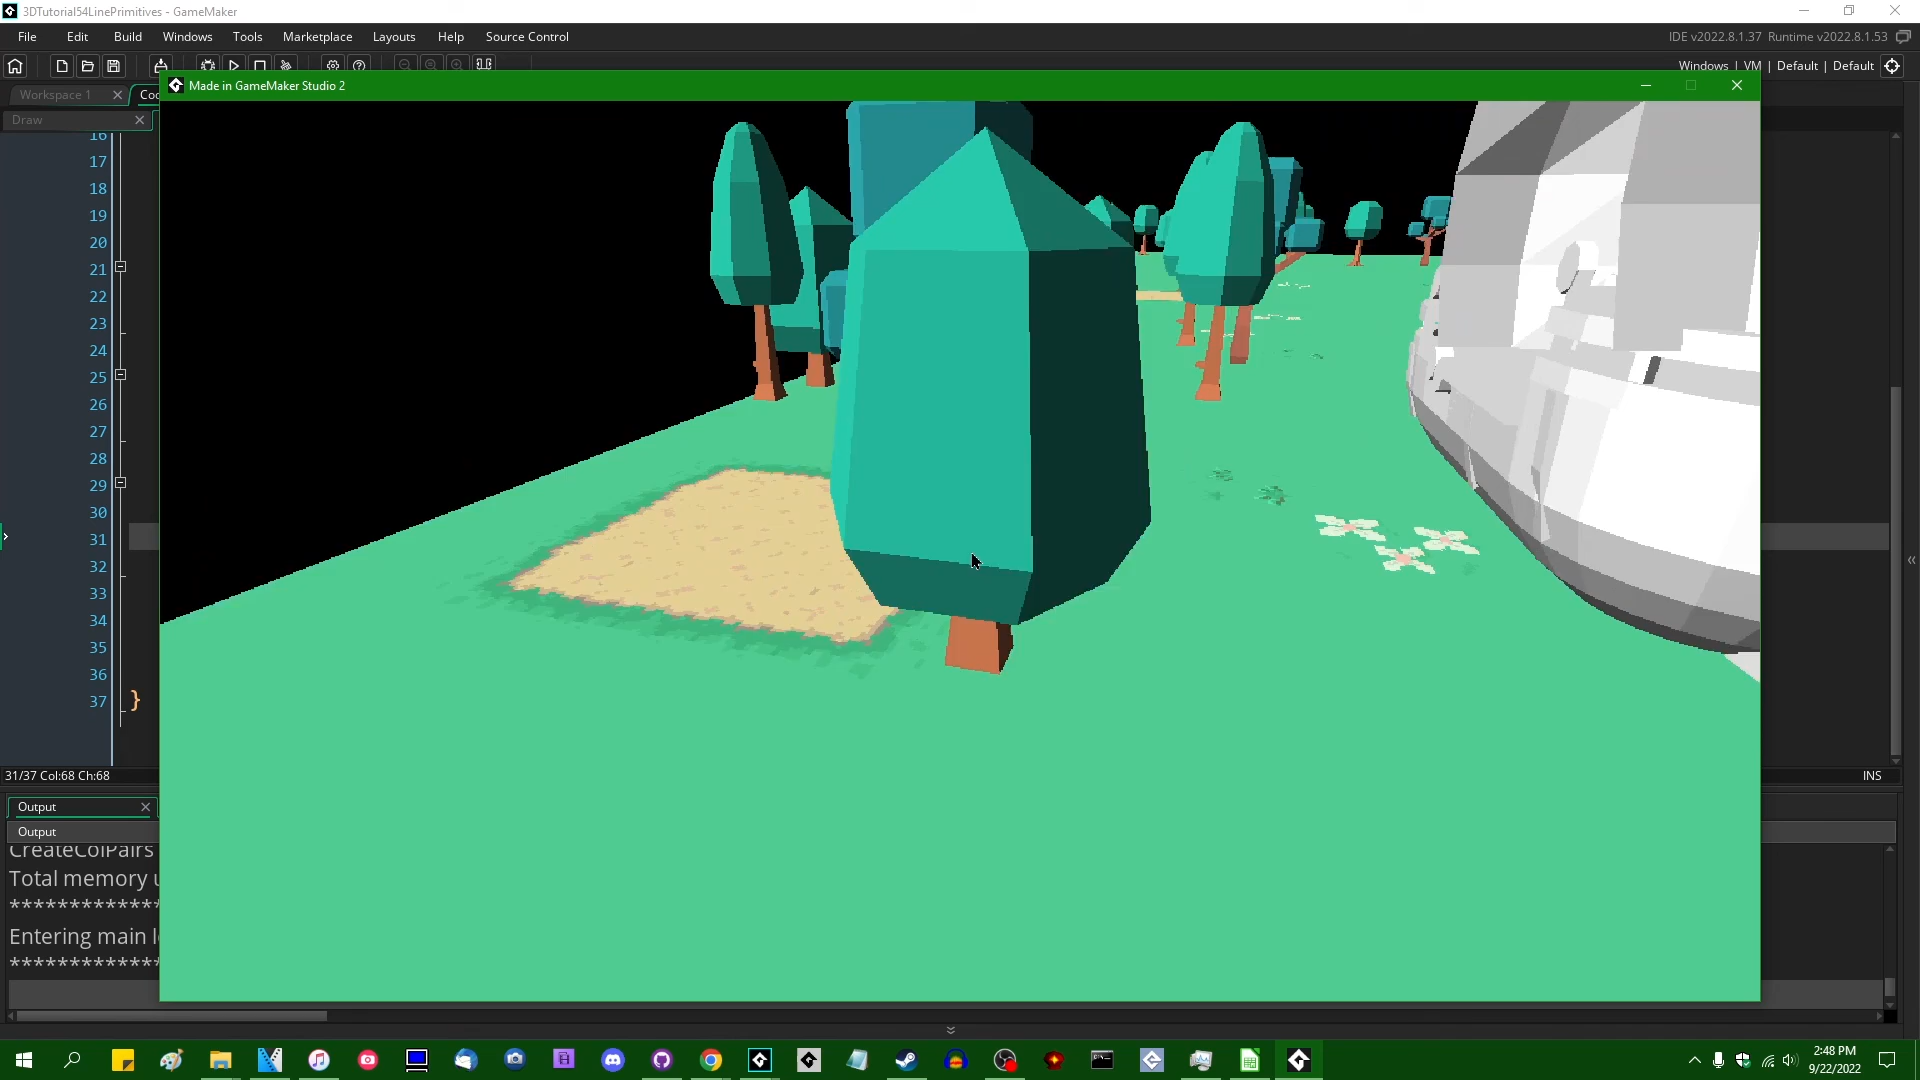 3DTutorial54LinePrimitives - GameMaker
File Edit Build Windows Tools Marketplace Layouts Help Source Control
IDE v2022.8.1.37 Runtime v2022.8.1.53
Windows | VM | Default | Default
Workspace 1
Made in GameMaker Studio 2
Draw
16
17
18
19
20
21
22
23
24
25
26
27
28
29
30
31
32
33
34
35
36
37 }
31/37 Col:68 Ch:68
INS
Output
Output
CreateColPairs
Total memory
*************
Entering main
*************
2:48 PM
9/22/2022